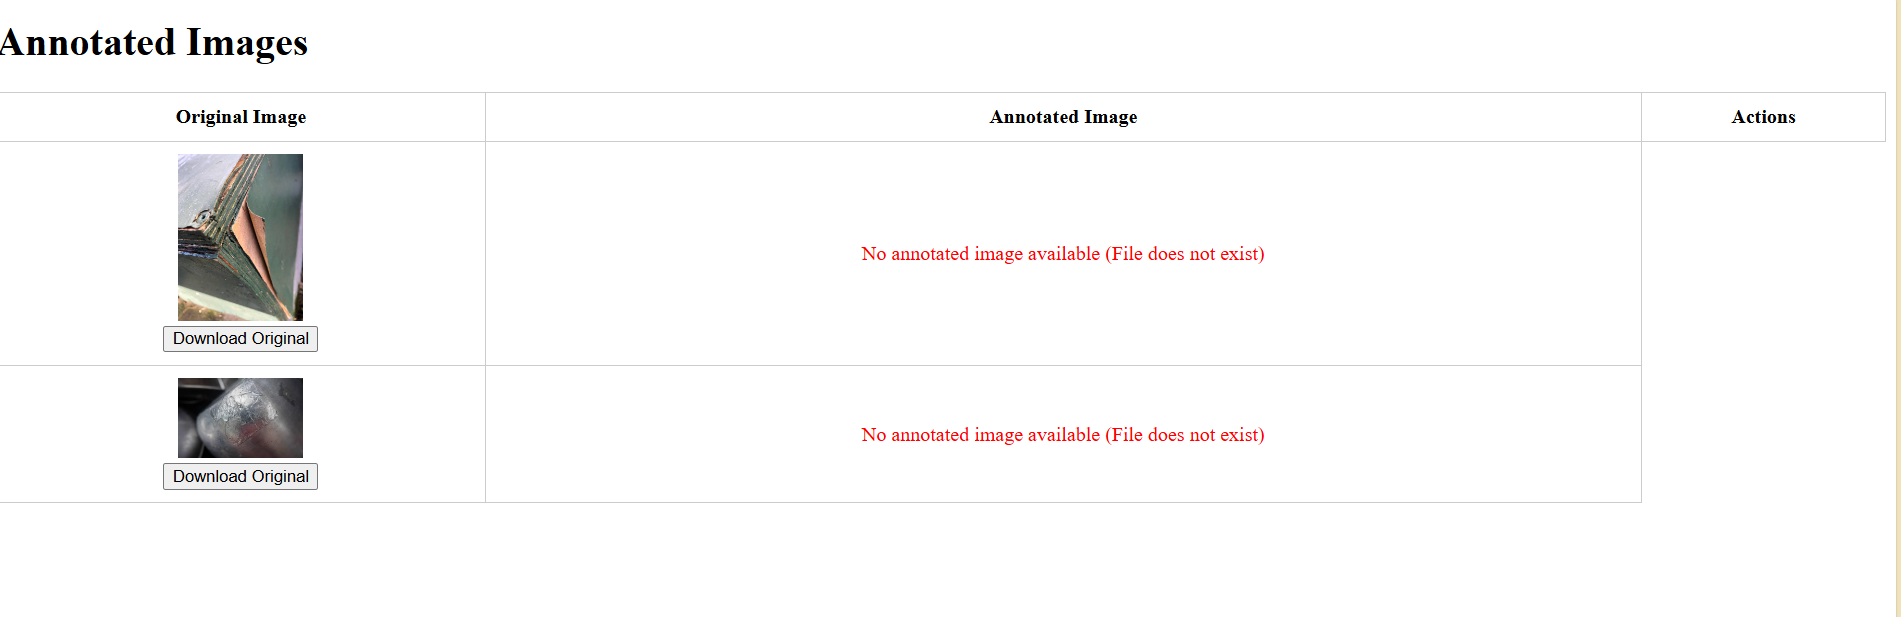 Annotated Images
Original Image Annotated Image Actions
No annotated image available (File does not exist)
Download Original
No annotated image available (File does not exist)
Download Original